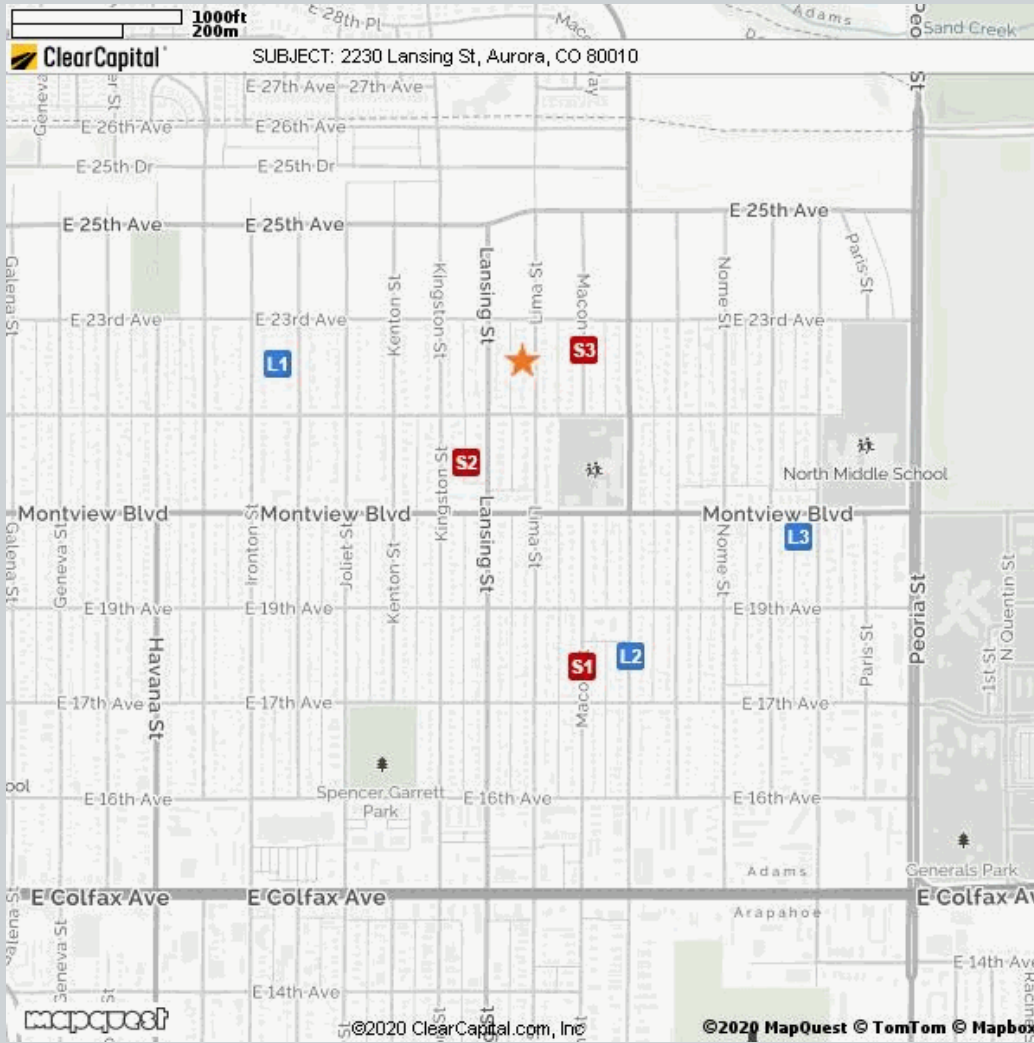 1000ft
200m
E 28th Pl
Adams
Sand Creek
ClearCapital
SUBJECT: 2230 Lansing St, Aurora, CO 80010
E 27th Ave
27th Ave
Geneva
er St
St
E 26th Ave
E 26th Ave
E 25th Dr
E 25th Dr
E 25th Ave
E 25th Ave
E 25th Ave
Galena St
Kenton St
Kingston St
Lansing St
Lima St
Macon
Nome St
Paris St
E 23rd Ave
E 23rd Ave
E 23rd Ave
L1
S3
S2
North Middle School
Kingston St
Montview Blvd
Montview Blvd
Montview Blvd
L3
Galena St
Geneva St
Ironton St
Joliet St
Kenton St
Lansing St
Lima St
Nome St
Peoria St
N Quentin St
E 19th Ave
E 19th Ave
E 19th Ave
Havana St
S1
L2
Paris St
1st St
E 17th Ave
E 17th Ave
E 17th Ave
ool
Spencer Garrett
Park
E 16th Ave
E 16th Ave
E 16th Ave
Adams
Generals Park
E Colfax Ave
E Colfax Ave
E Colfax Av
Arapahoe
E 14th Ave
E 14th Ave
mapquest
©2020 ClearCapital.com, Inc
©2020 MapQuest © TomTom © Mapbox